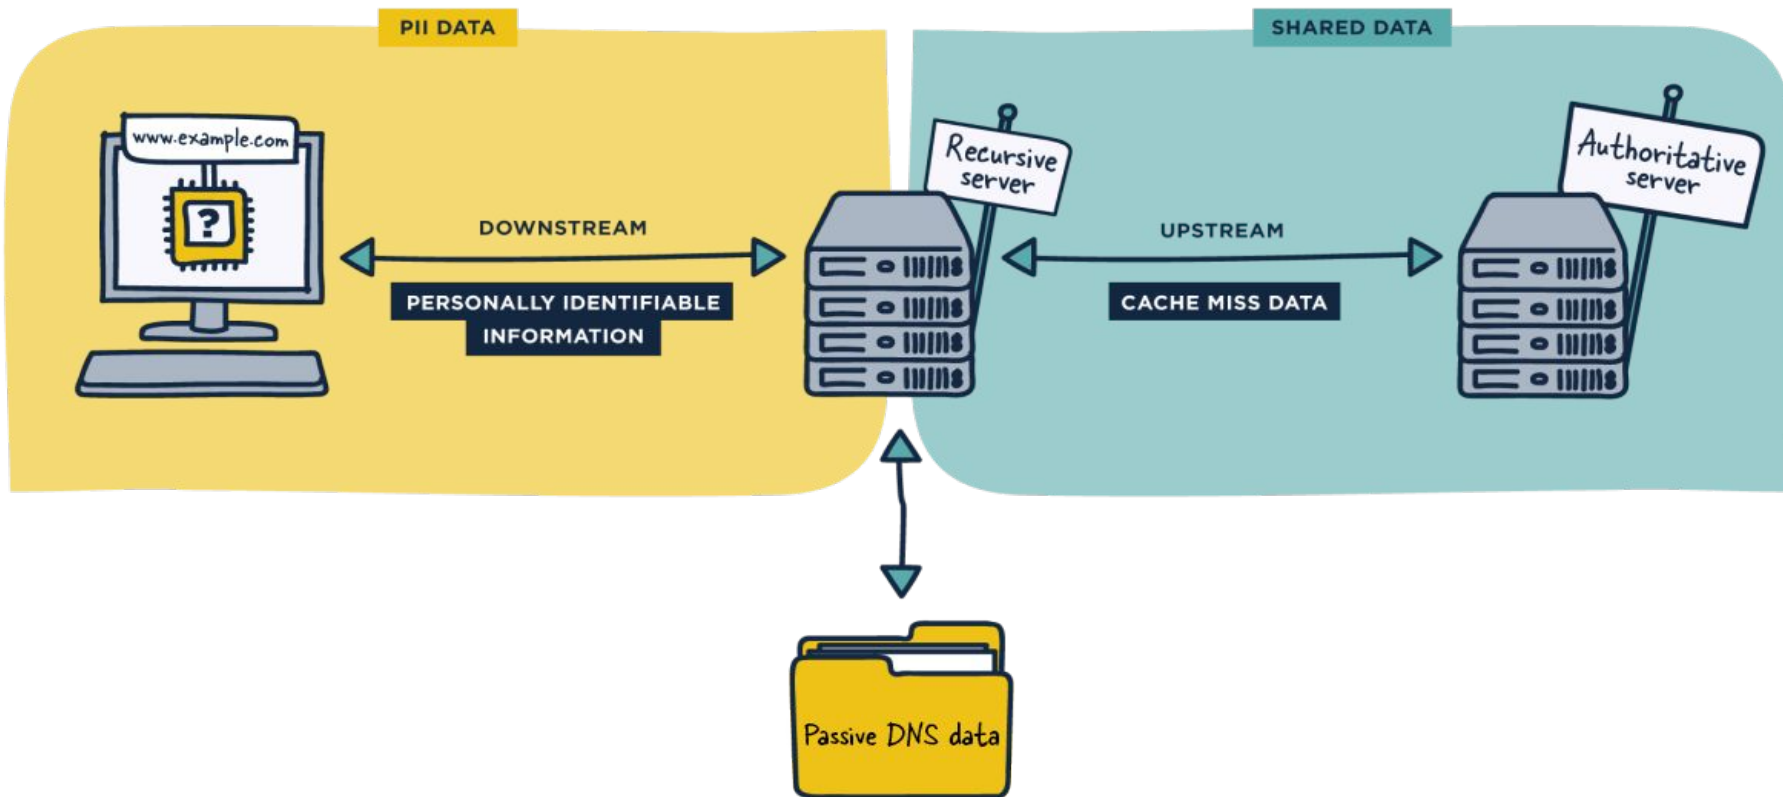 PII DATA
SHARED DATA
www.example.com
?
DOWNSTREAM
PERSONALLY IDENTIFIABLE
INFORMATION
Recursive
server
UPSTREAM
CACHE MISS DATA
Authoritative
server
Passive DNS data